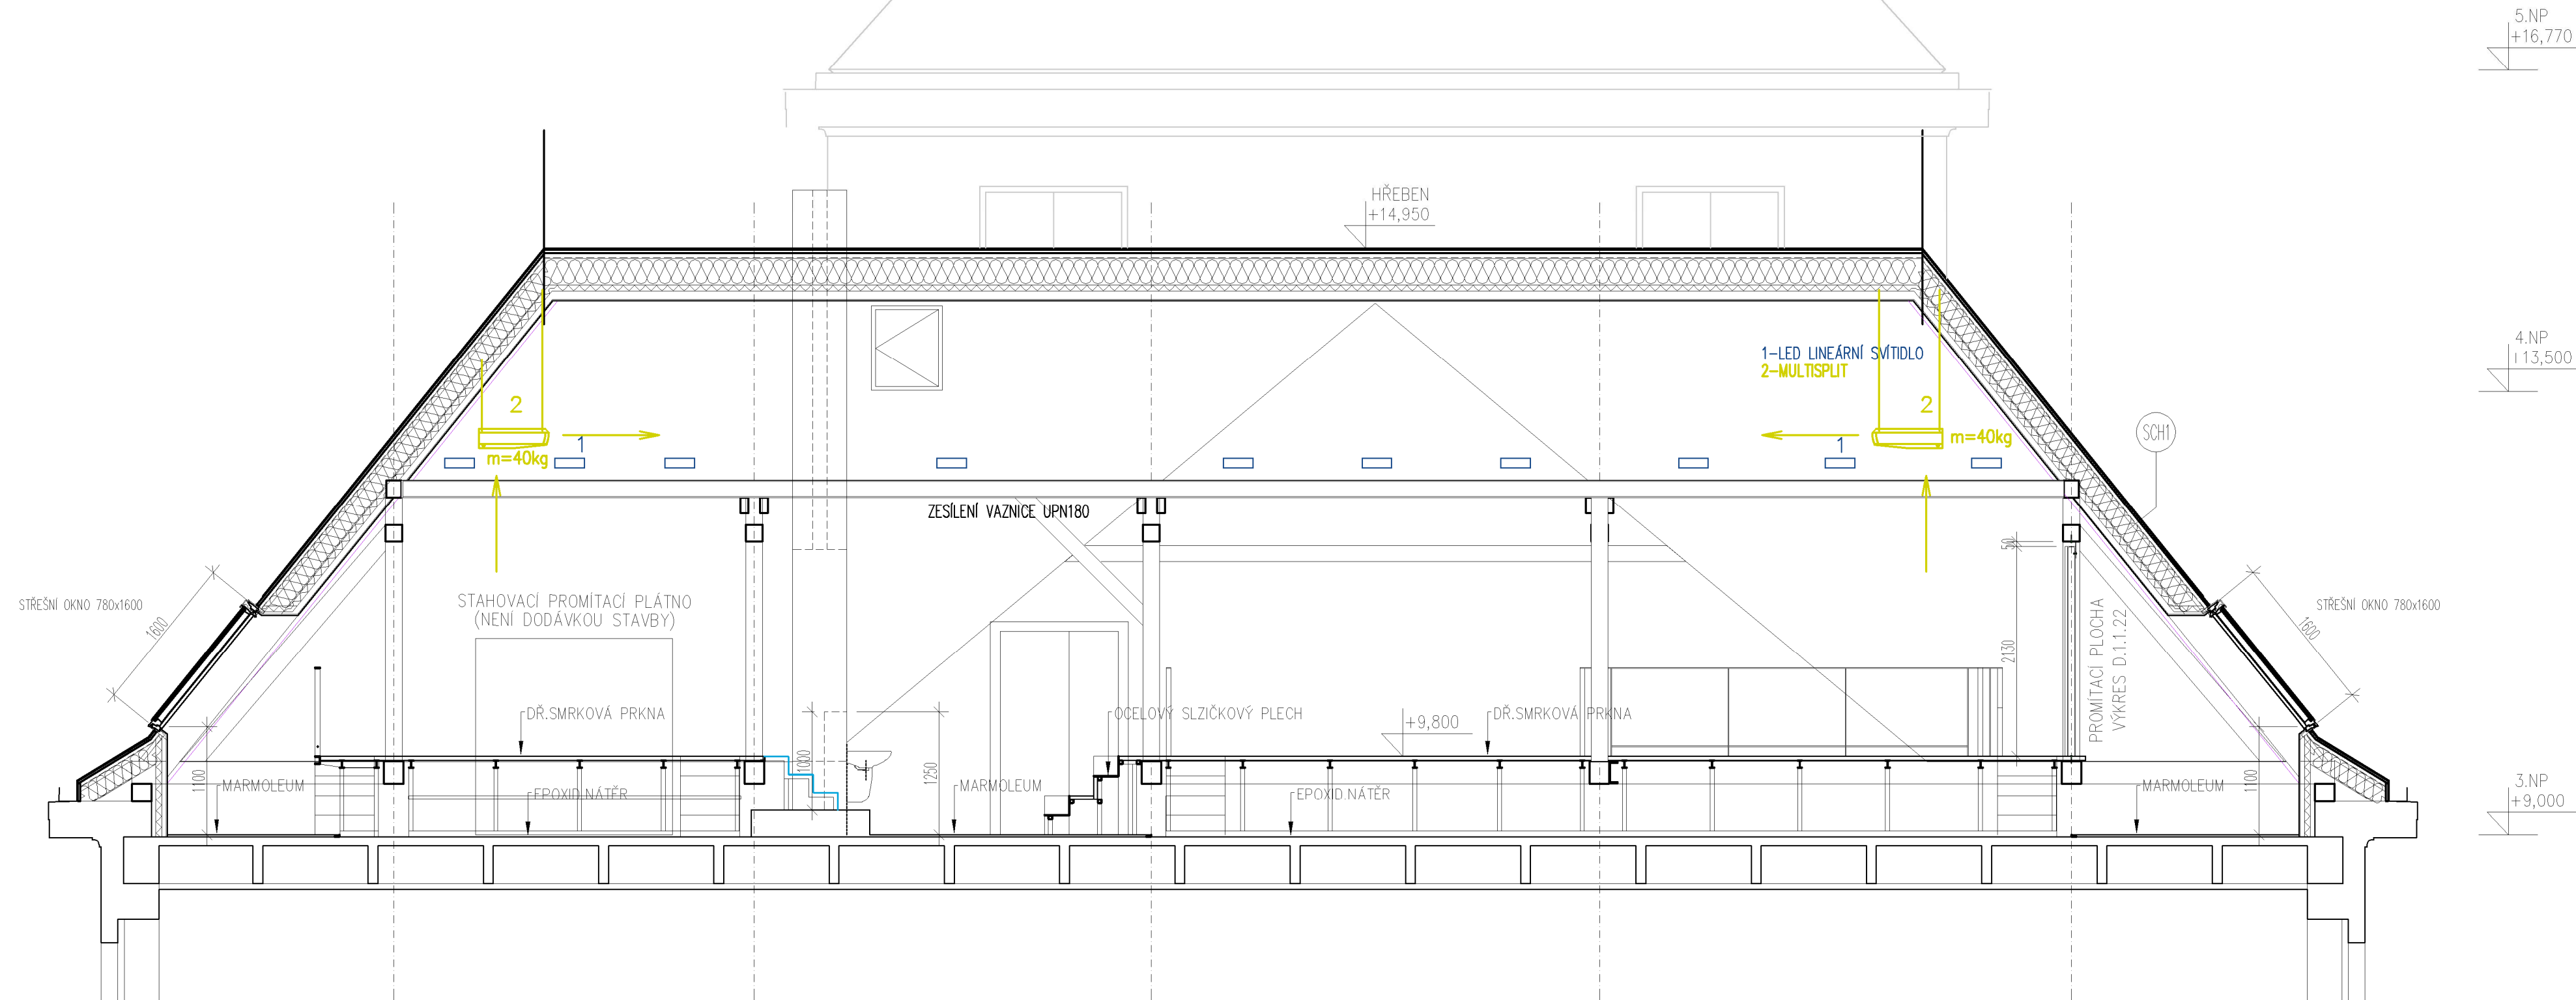 5.NP
+16,770
HŘEBEN
+14,950
4.NP
13,500
1-LED LINEÁRNÍ SVÍTIDLO
2-MULTISPLIT
2
2
1
1
m=40kg
m=40kg
SCH1
ZESÍLENÍ VAZNICE UPN180
50
STŘEŠNÍ OKNO 780x1600
1600
STAHOVACÍ PROMÍTACÍ PLÁTNO
(NENÍ DODÁVKOU STAVBY)
2130
PROMÍTACÍ PLOCHA
VÝKRES D.1.1.22
1600
STŘEŠNÍ OKNO 780x1600
DŘ.SMRKOVÁ PRKNA
OCELOVÝ SLZIČKOVÝ PLECH
+9,800
DŘ.SMRKOVÁ PRKNA
1100
MARMOLEUM
EPOXID.NÁTĚR
1000
1250
MARMOLEUM
EPOXID.NÁTĚR
MARMOLEUM
1100
3.NP
+9,000